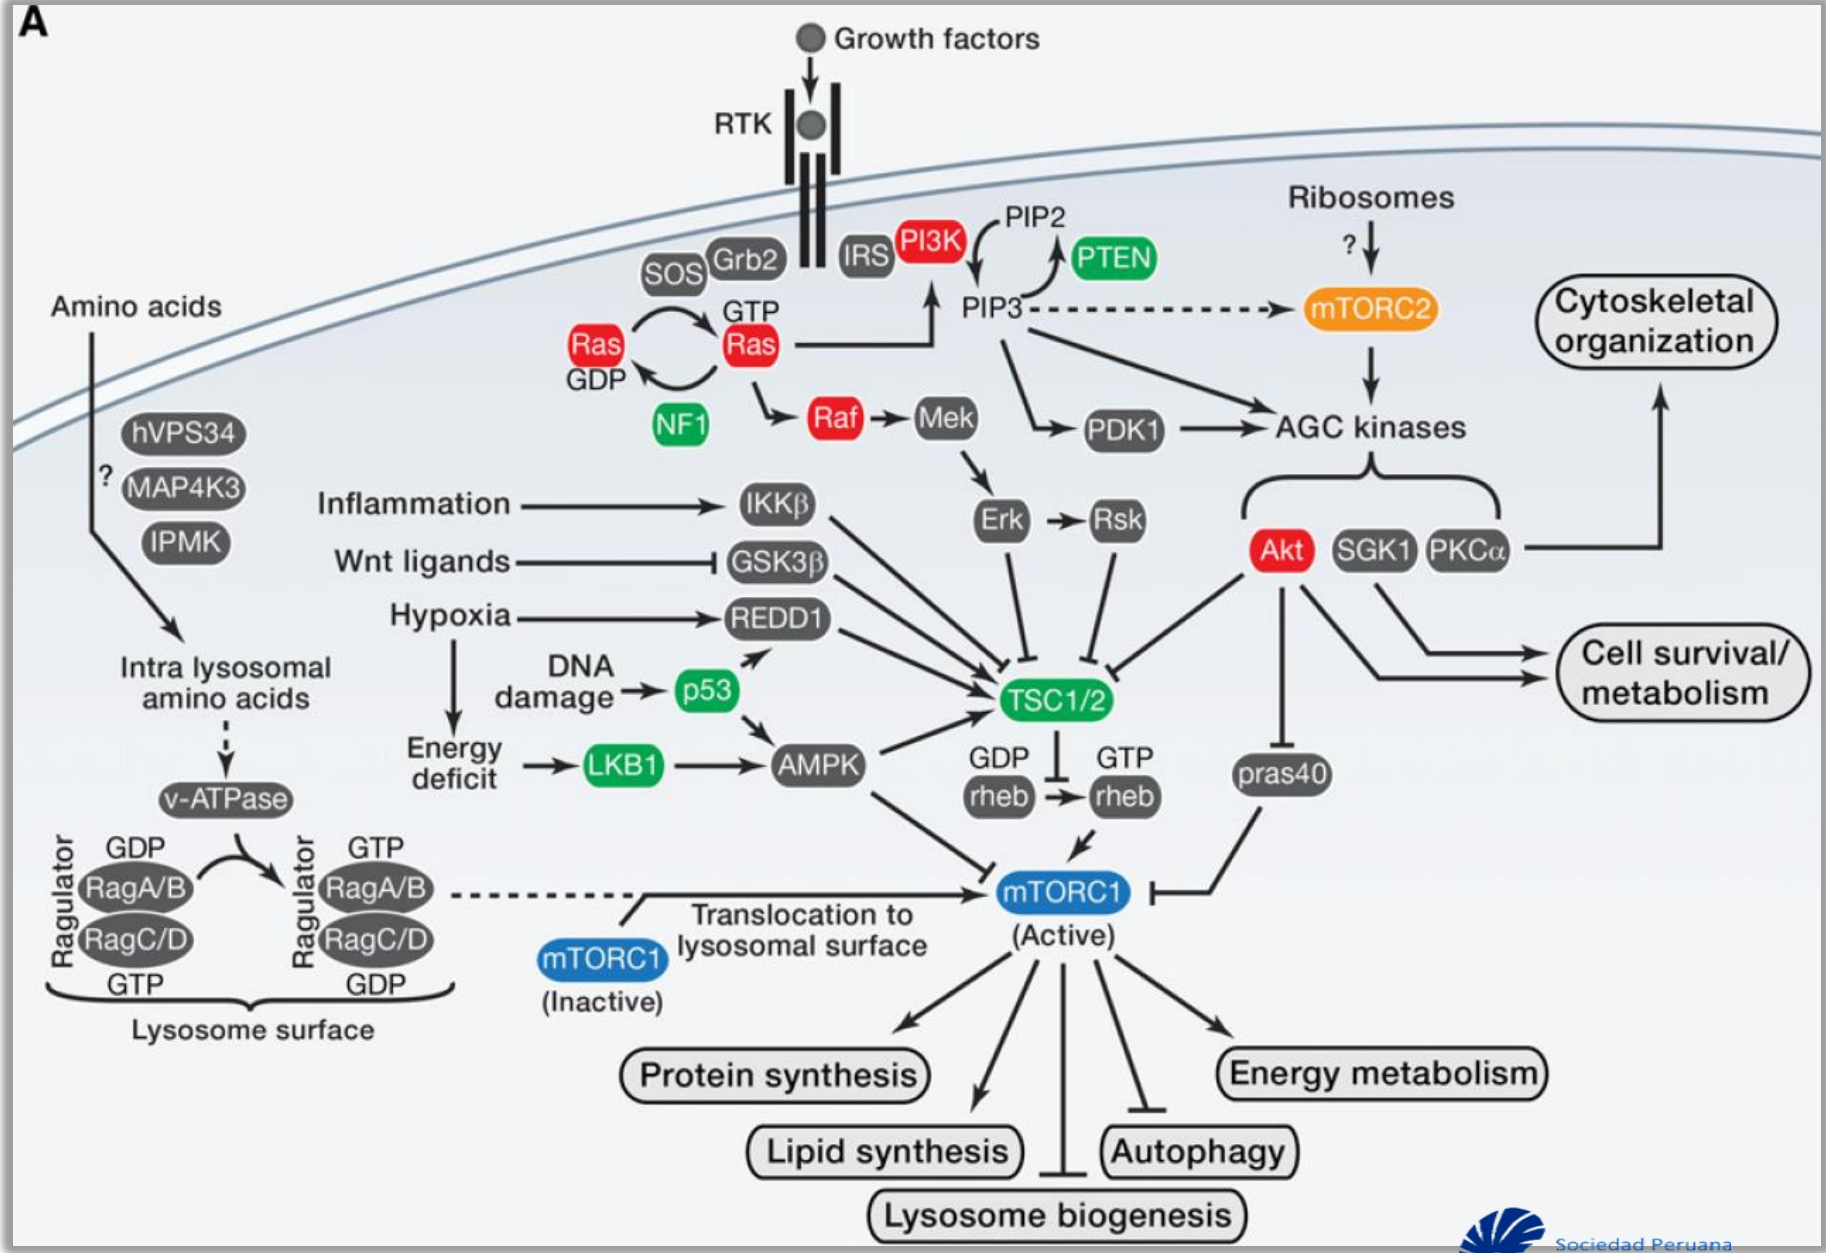 A
Growth factors
RTK
Ribosomes
?
PIP2
PI3K
IRS
PTEN
Grb2
SOS
GTP
PIP3
mTORC2
Cytoskeletal
organization
Amino acids
Ras
Ras
GDP
NF1
Raf
Mek
PDK1
AGC kinases
hVPS34
?
MAP4K3
IPMK
Inflammation
IKKβ
Erk
Rsk
Akt
SGK1
PKCα
Wnt ligands
GSK3β
Hypoxia
REDD1
DNA
damage
p53
TSC1/2
Cell survival/
metabolism
Intra lysosomal
amino acids
Energy
deficit
LKB1
AMPK
GDP
rheb
GTP
rheb
pras40
v-ATPase
Ragulator
GDP
RagA/B
RagC/D
GTP
Ragulator
GTP
RagA/B
RagC/D
GDP
Lysosome surface
Translocation to
lysosomal surface
mTORC1
(Inactive)
mTORC1
(Active)
Protein synthesis
Energy metabolism
Lipid synthesis
Autophagy
Lysosome biogenesis
Sociedad Peruana